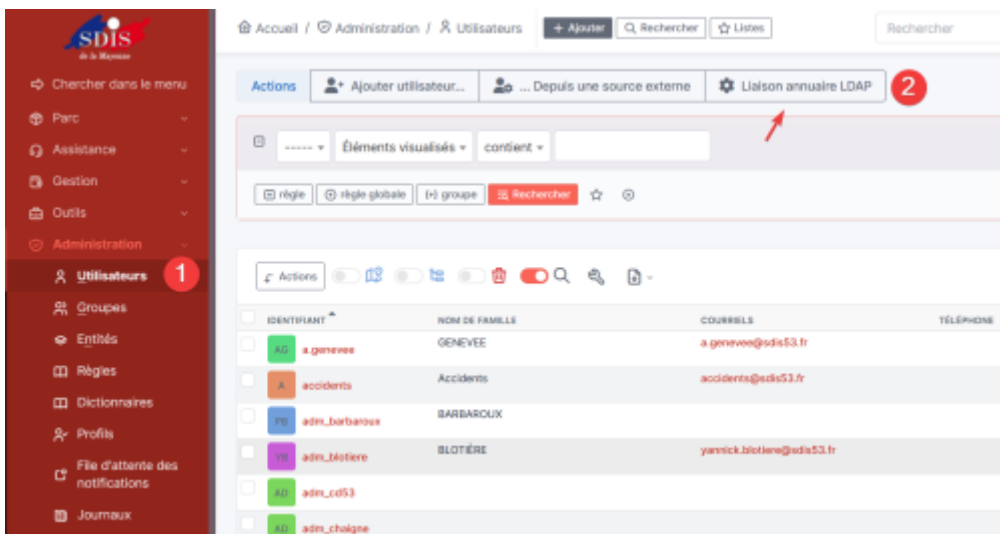 SDIS
de la Mayenne
Accueil / Administration / Utilisateurs
+ Ajouter
Rechercher
Listes
Rechercher
Chercher dans le menu
Parc
Assistance
Gestion
Outils
Administration
Utilisateurs
1
Groupes
Entités
Règles
Dictionnaires
Profils
File d'attente des
notifications
Journaux
Actions
Ajouter utilisateur...
... Depuis une source externe
Liaison annuaire LDAP
2
-----
Éléments visualisés
contient
règle
règle globale
(+) groupe
Rechercher
Actions
IDENTIFIANT NOM DE FAMILLE COURRIELS TÉLÉPHONE
AG a.genevee GENEVEE a.genevee@sdis53.fr
A accidents Accidents accidents@sdis53.fr
PB adm_barbaroux BARBAROUX
YB adm_blotiere BLOTIÈRE yannick.blotiere@sdis53.fr
AD adm_cd53
AD adm_chaigne